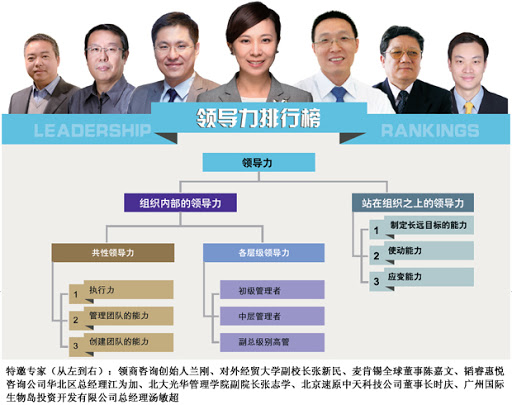 LEADERSHIP
领导力排行榜
RANKINGS
领导力
组织内部的领导力
站在组织之上的领导力
共性领导力
各层级领导力
1 制定长远目标的能力
2 使动能力
3 应变能力
1 执行力
2 管理团队的能力
3 创建团队的能力
初级管理者
中层管理者
副总级别高管
特邀专家（从左到右）：领商咨询创始人兰刚、对外经贸大学副校长张新民、麦肯锡全球董事陈嘉文、韬睿惠悦
咨询公司华北区总经理江为加、北大光华管理学院副院长张志学、北京速原中天科技公司董事长时庆、广州国际
生物岛投资开发有限公司总经理汤敏超